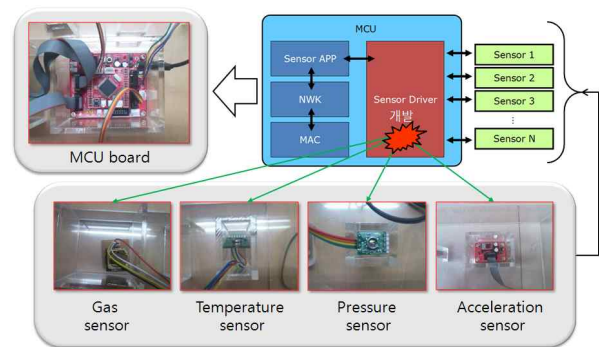 MCU
Sensor APP
NWK
MAC
Sensor Driver
개발
Sensor 1
Sensor 2
Sensor 3
⋮
Sensor N
MCU board
Gas
sensor
Temperature
sensor
Pressure
sensor
Acceleration
sensor